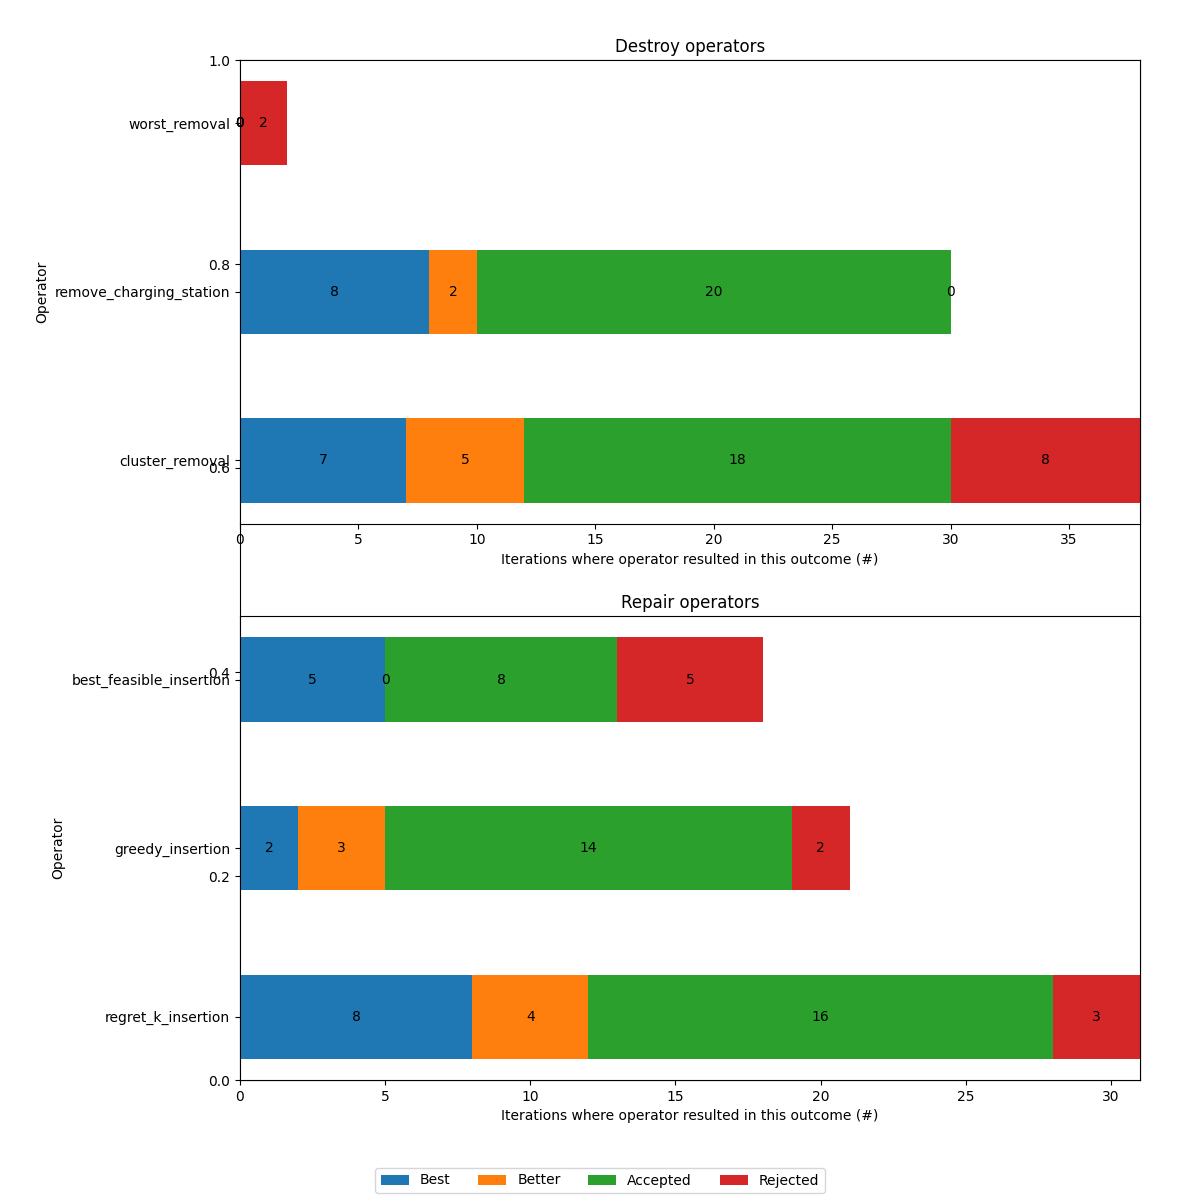 Destroy operators
1.0
worst_removal 0 2
0.8
remove_charging_station 8 2 20 0
cluster_removal 7 5 18 8
0.6
0 5 10 15 20 25 30 35
Iterations where operator resulted in this outcome (#)
Operator
Repair operators
0.4
best_feasible_insertion 5 0 8 5
greedy_insertion 2 3 14 2
0.2
regret_k_insertion 8 4 16 3
0.0
0 5 10 15 20 25 30
Iterations where operator resulted in this outcome (#)
Operator
Best Better Accepted Rejected